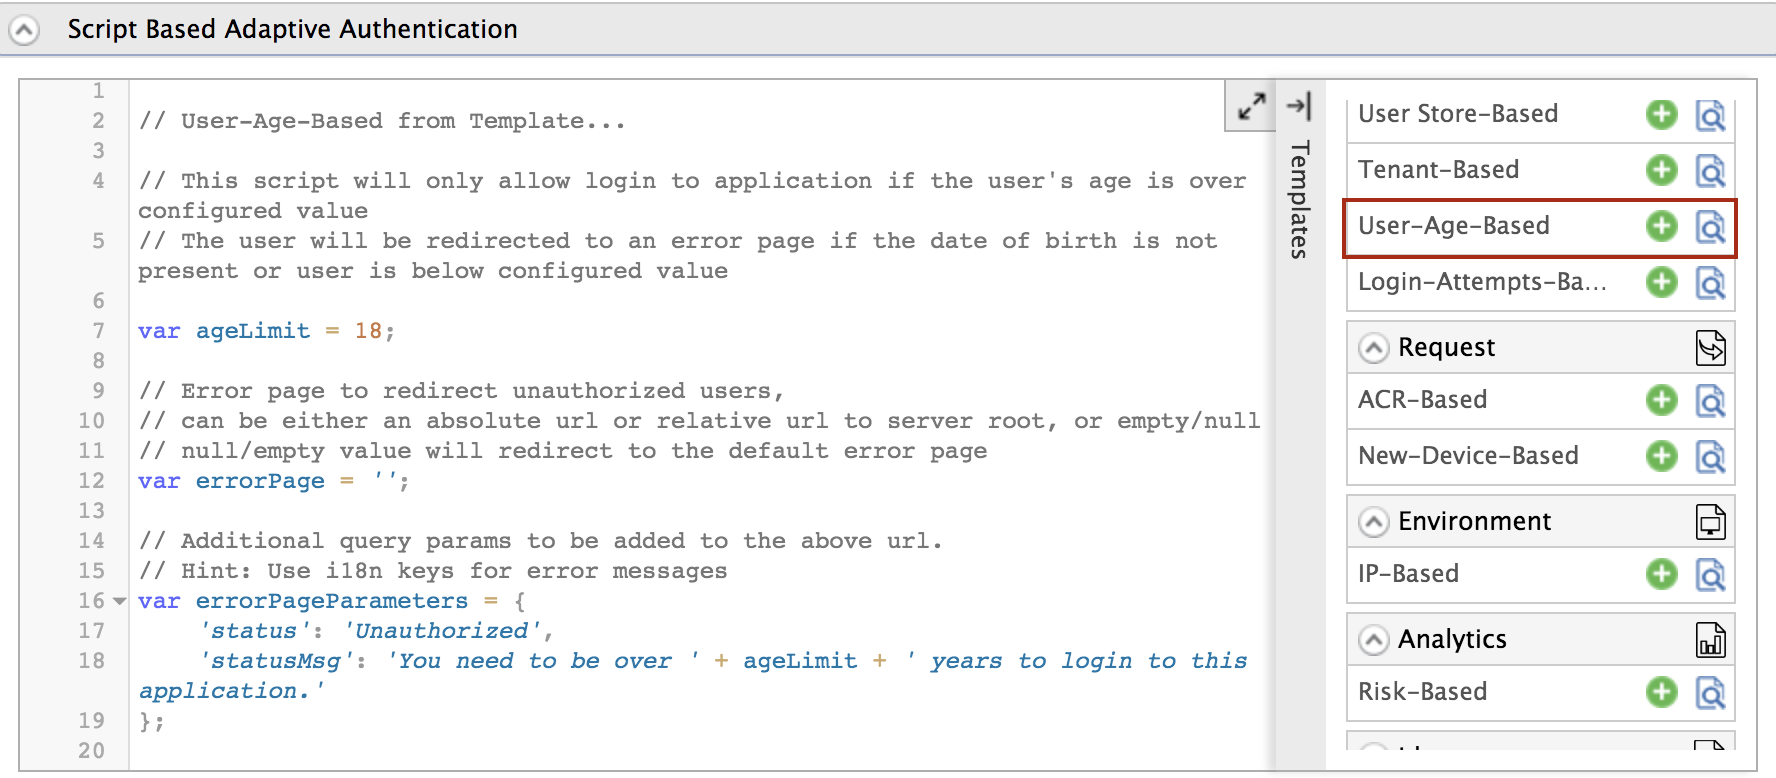 Script Based Adaptive Authentication
1
2 // User-Age-Based from Template...
3
4 // This script will only allow login to application if the user's age is over
configured value
5 // The user will be redirected to an error page if the date of birth is not
present or user is below configured value
6
7 var ageLimit = 18;
8
9 // Error page to redirect unauthorized users,
10 // can be either an absolute url or relative url to server root, or empty/null
11 // null/empty value will redirect to the default error page
12 var errorPage = '';
13
14 // Additional query params to be added to the above url.
15 // Hint: Use i18n keys for error messages
16 var errorPageParameters = {
17 'status': 'Unauthorized',
18 'statusMsg': 'You need to be over ' + ageLimit + ' years to login to this
application.'
19 };
20
Templates
User Store-Based
Tenant-Based
User-Age-Based
Login-Attempts-Ba...
Request
ACR-Based
New-Device-Based
Environment
IP-Based
Analytics
Risk-Based